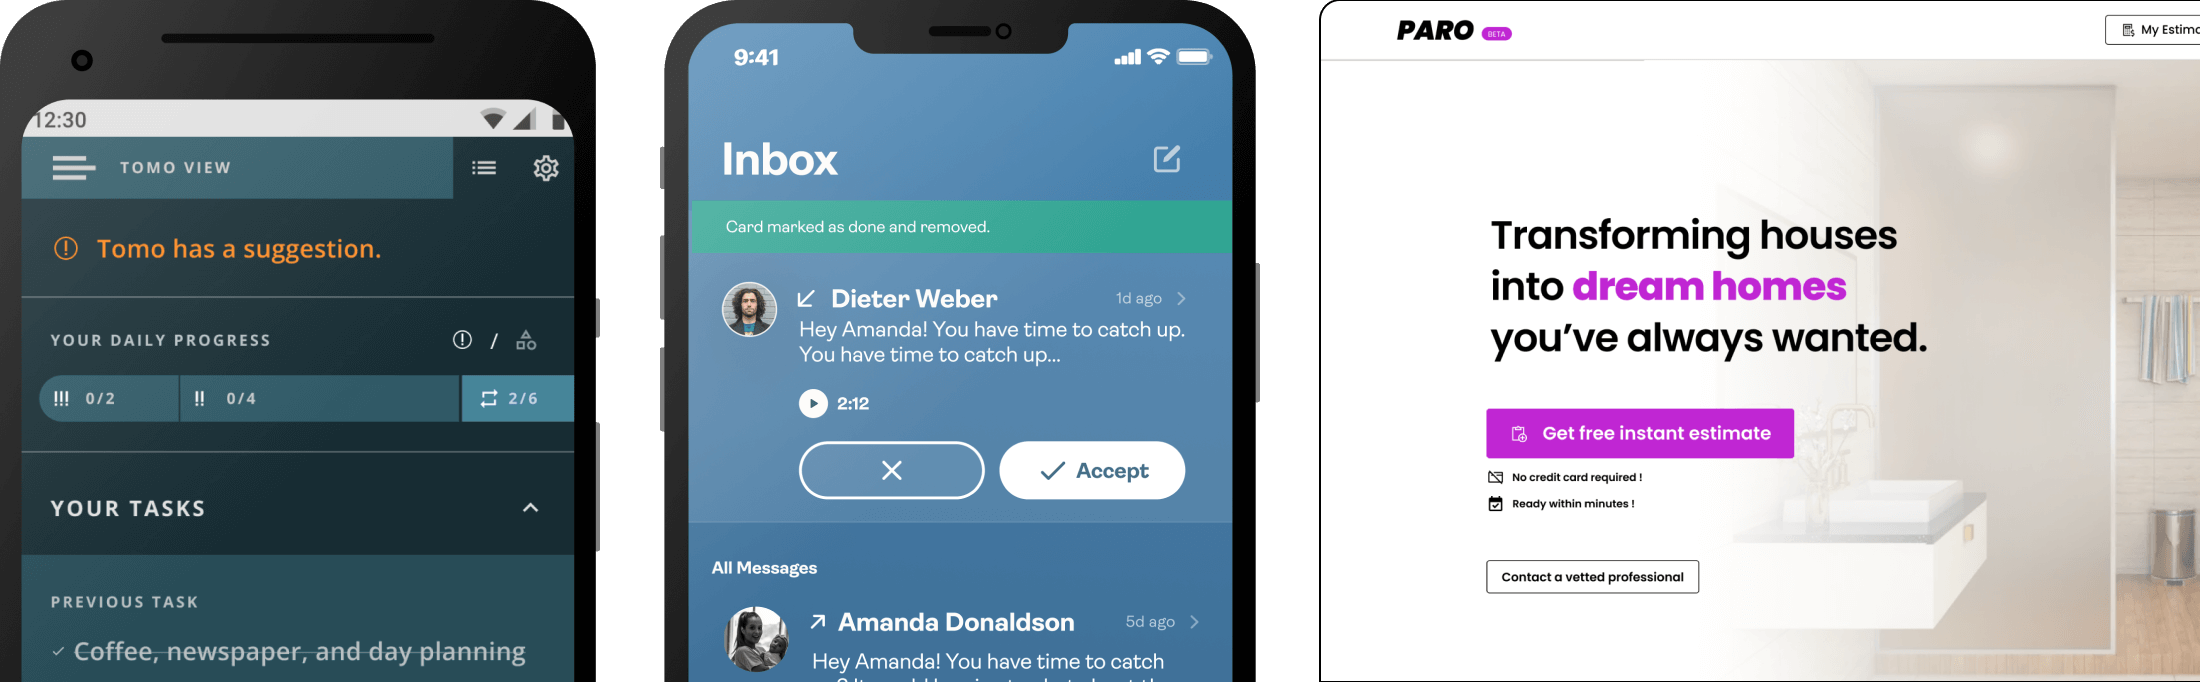 12:30
TOMO VIEW
Tomo has a suggestion.
YOUR DAILY PROGRESS
/
!!! 0/2
!! 0/4
2/6
YOUR TASKS
PREVIOUS TASK
Coffee, newspaper, and day planning
9:41
Inbox
Card marked as done and removed.
Dieter Weber
1d ago
Hey Amanda! You have time to catch up.
You have time to catch up...
2:12
Accept
All Messages
Amanda Donaldson
5d ago
Hey Amanda! You have time to catch
PARO BETA
My Estima
Transforming houses
into dream homes
you’ve always wanted.
Get free instant estimate
No credit card required !
Ready within minutes !
Contact a vetted professional